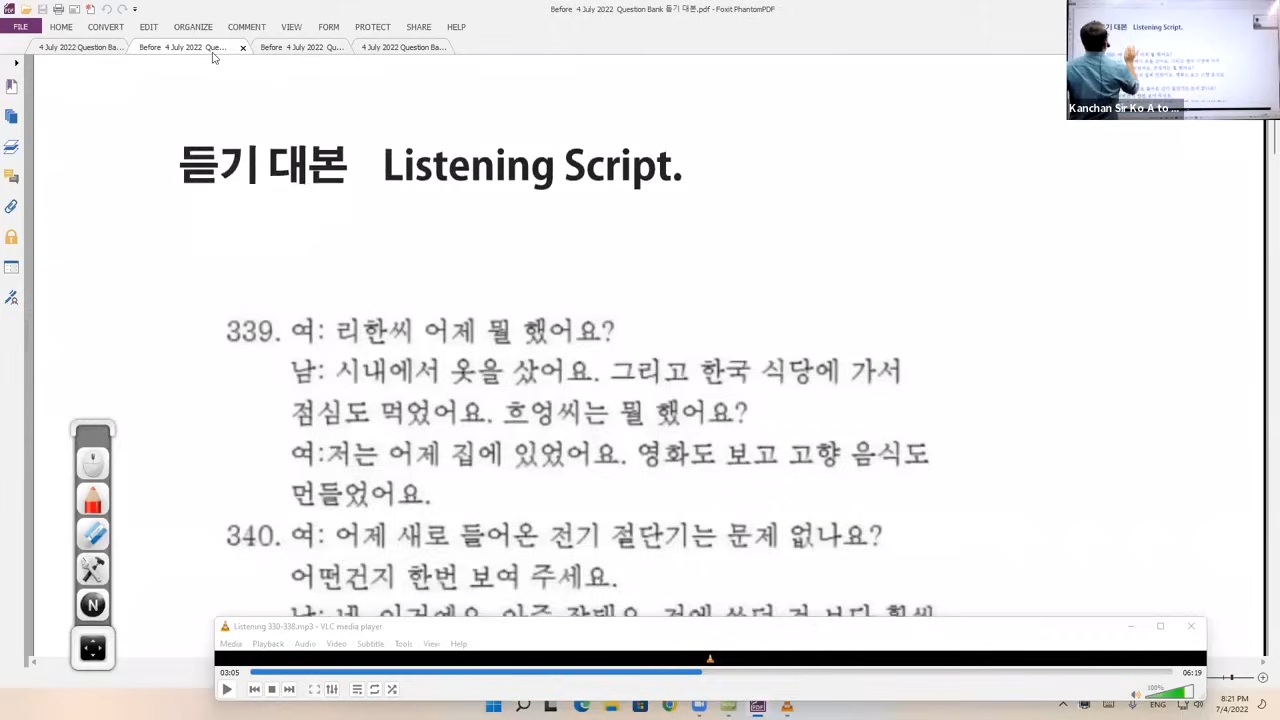 Before 4 July 2022 Question Bank 듣기 대본.pdf - Foxit PhantomPDF
FILE HOME CONVERT EDIT ORGANIZE COMMENT VIEW FORM PROTECT SHARE HELP
4 July 2022 Question Ba... Before 4 July 2022 Que... Before 4 July 2022 Qu... 4 July 2022 Question Ba...
Listening Script.
Kanchan Sir Ko A to ...
듣기 대본 Listening Script.
339. 여: 리한씨 어제 뭘 했어요?
남: 시내에서 옷을 샀어요. 그리고 한국 식당에 가서
점심도 먹었어요. 흐엉씨는 뭘 했어요?
여:저는 어제 집에 있었어요. 영화도 보고 고향 음식도
먼들었어요.
340. 여: 어제 새로 들어온 전기 절단기는 문제 없나요?
어떤건지 한번 보여 주세요.
N
Listening 330-338.mp3 - VLC media player
Media Playback Audio Video Subtitle Tools View Help
03:05 06:19
100%
ENG
8:21 PM
7/4/2022